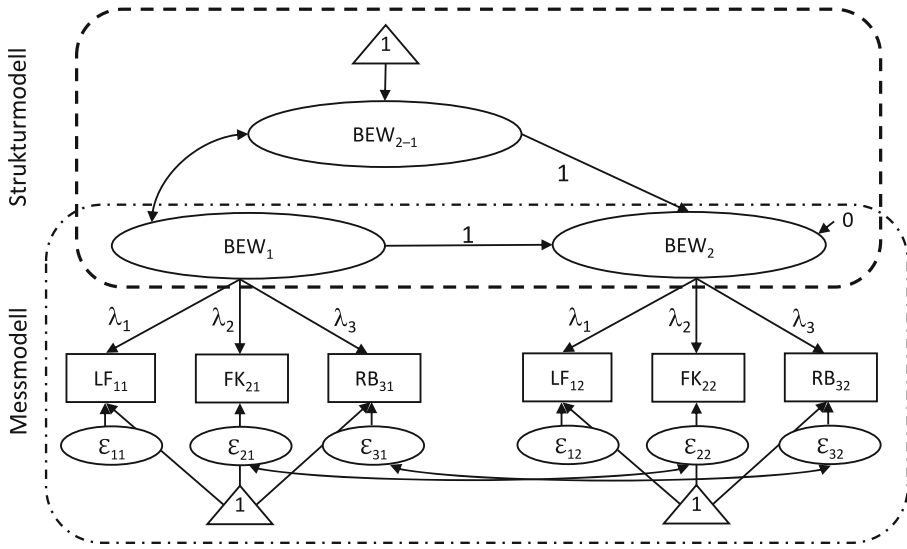 Strukturmodell
1
BEW₂₋₁
1
BEW₁
1
BEW₂
0
Messmodell
λ₁ λ₂ λ₃ λ₁ λ₂ λ₃
LF₁₁ FK₂₁ RB₃₁ LF₁₂ FK₂₂ RB₃₂
ε₁₁ ε₂₁ ε₃₁ ε₁₂ ε₂₂ ε₃₂
1 1